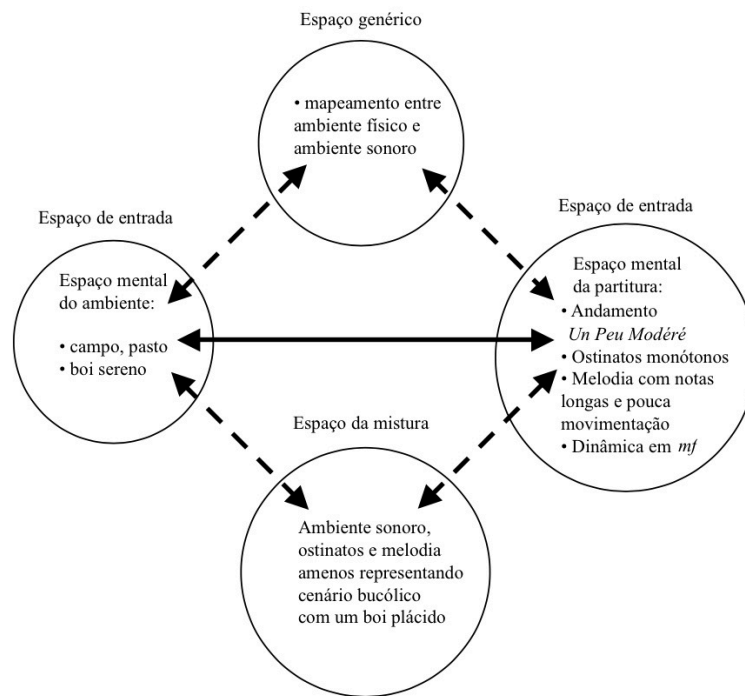 Espaço genérico
• mapeamento entre
ambiente físico e
ambiente sonoro
Espaço de entrada
Espaço mental
do ambiente:
• campo, pasto
• boi sereno
Espaço de entrada
Espaço mental
da partitura:
• Andamento
Un Peu Modéré
• Ostinatos monótonos
• Melodia com notas
longas e pouca
movimentação
• Dinâmica em mf
Espaço da mistura
Ambiente sonoro,
ostinatos e melodia
amenos representando
cenário bucólico
com um boi plácido